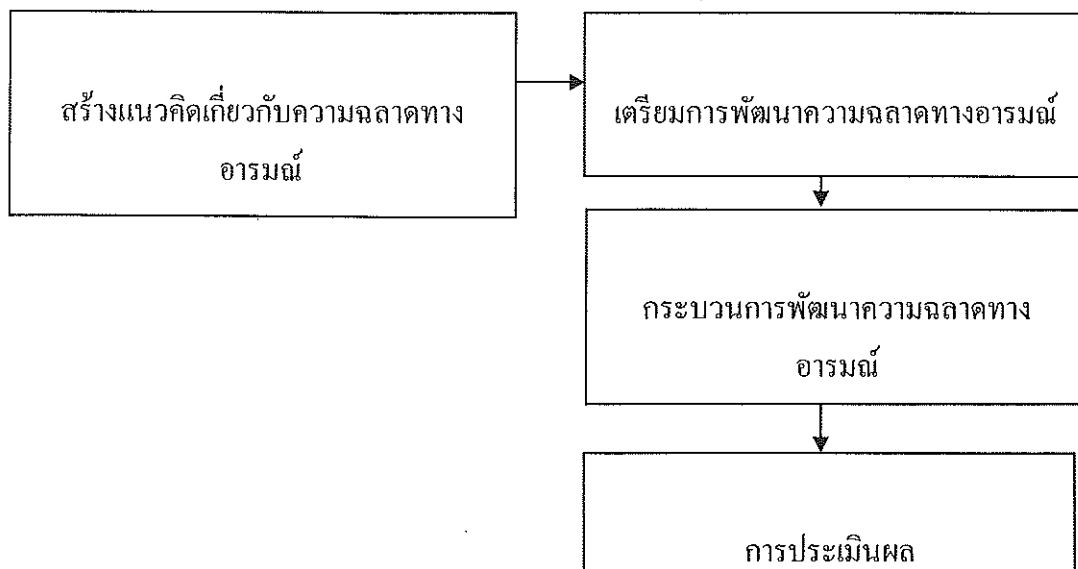 สร้างแนวคิดเกี่ยวกับความฉลาดทาง
อารมณ์
เตรียมการพัฒนาความฉลาดทางอารมณ์
กระบวนการพัฒนาความฉลาดทาง
อารมณ์
การประเมินผล